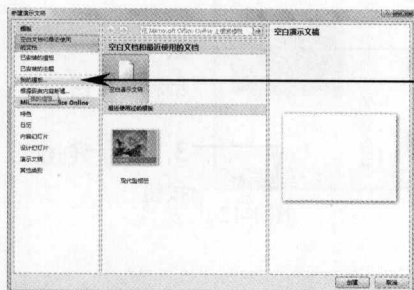 新建演示文稿
模板
空白文档和最近使用的文档
已安装的模板
已安装的主题
我的模板...
根据现有内容新建...
Microsoft Office Online
特色
日历
内容幻灯片
设计幻灯片
演示文稿
其他类别
空白文档和最近使用的文档
空白演示文稿
最近使用过的模板
现代型相册
空白演示文稿
创建
取消